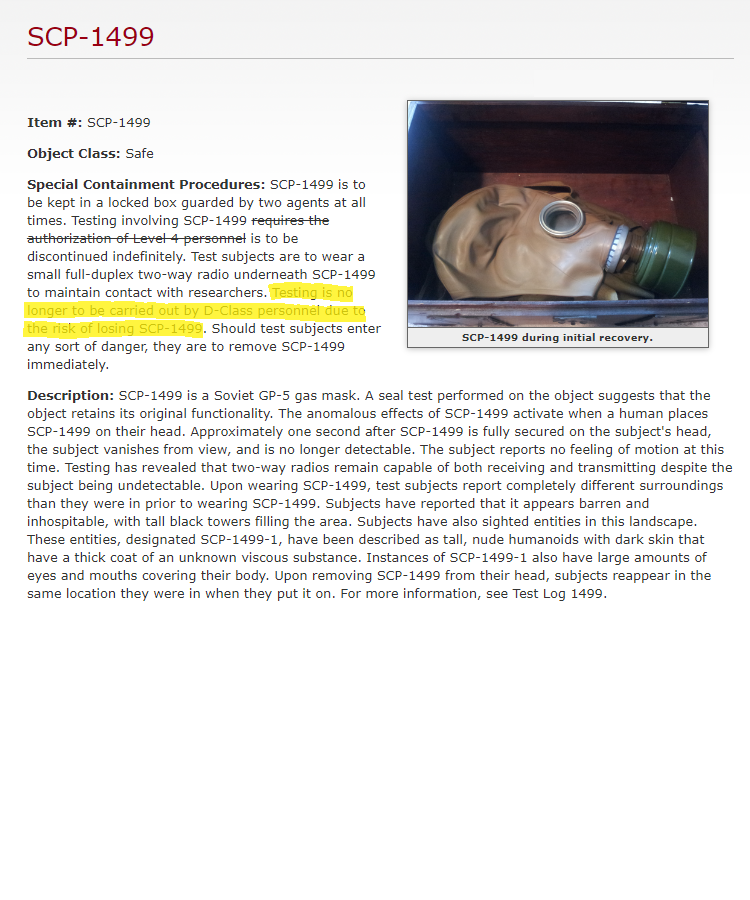 SCP-1499
Item #: SCP-1499
Object Class: Safe
Special Containment Procedures: SCP-1499 is to
be kept in a locked box guarded by two agents at all
times. Testing involving SCP-1499 requires the
authorization of Level 4 personnel is to be
discontinued indefinitely. Test subjects are to wear a
small full-duplex two-way radio underneath SCP-1499
to maintain contact with researchers. Testing is no
longer to be carried out by D-Class personnel due to
the risk of losing SCP-1499. Should test subjects enter
any sort of danger, they are to remove SCP-1499
immediately.
SCP-1499 during initial recovery.
Description: SCP-1499 is a Soviet GP-5 gas mask. A seal test performed on the object suggests that the
object retains its original functionality. The anomalous effects of SCP-1499 activate when a human places
SCP-1499 on their head. Approximately one second after SCP-1499 is fully secured on the subject's head,
the subject vanishes from view, and is no longer detectable. The subject reports no feeling of motion at this
time. Testing has revealed that two-way radios remain capable of both receiving and transmitting despite the
subject being undetectable. Upon wearing SCP-1499, test subjects report completely different surroundings
than they were in prior to wearing SCP-1499. Subjects have reported that it appears barren and
inhospitable, with tall black towers filling the area. Subjects have also sighted entities in this landscape.
These entities, designated SCP-1499-1, have been described as tall, nude humanoids with dark skin that
have a thick coat of an unknown viscous substance. Instances of SCP-1499-1 also have large amounts of
eyes and mouths covering their body. Upon removing SCP-1499 from their head, subjects reappear in the
same location they were in when they put it on. For more information, see Test Log 1499.